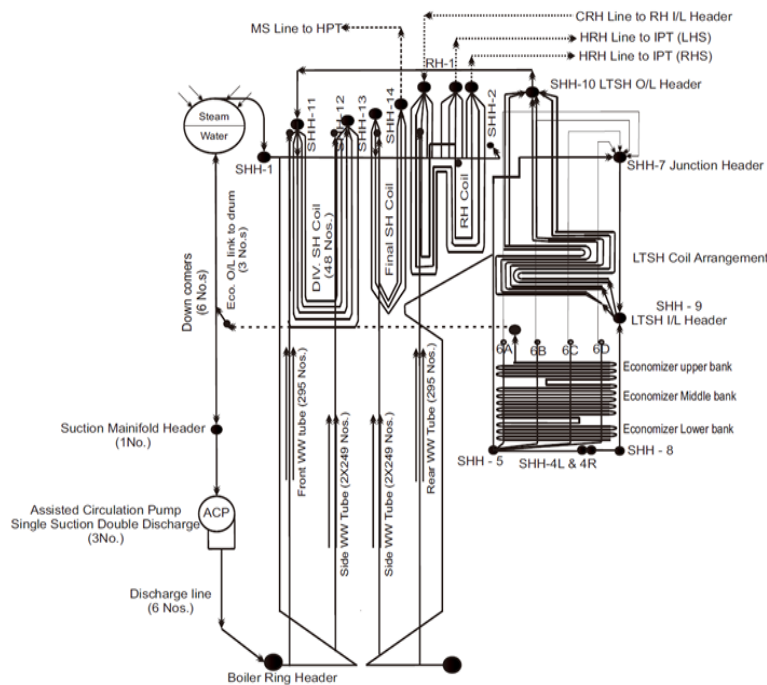 CRH Line to RH I/L Header
MS Line to HPT
HRH Line to IPT (LHS)
HRH Line to IPT (RHS)
RH-1
SHH-10 LTSH O/L Header
SHH-11
SHH-12
SHH-13
SHH-14
SHH-2
Steam
Water
SHH-1
SHH-7 Junction Header
DIV. SH Coil
(48 Nos.)
Final SH Coil
RH Coil
LTSH Coil Arrangement
Down comers
(6 No.s)
Eco. O/L link to drum
(3 No.s)
SHH - 9
LTSH I/L Header
6A
6B
6C
6D
Economizer upper bank
Economizer Middle bank
Economizer Lower bank
Front WW tube (295 Nos.)
Side WW Tube (2X249 Nos.)
Side WW Tube (2X249 Nos.)
Rear WW Tube (295 Nos.)
SHH - 5
SHH-4L & 4R
SHH - 8
Suction Mainifold Header
(1No.)
ACP
Assisted Circulation Pump
Single Suction Double Discharge
(3No.)
Discharge line
(6 Nos.)
Boiler Ring Header